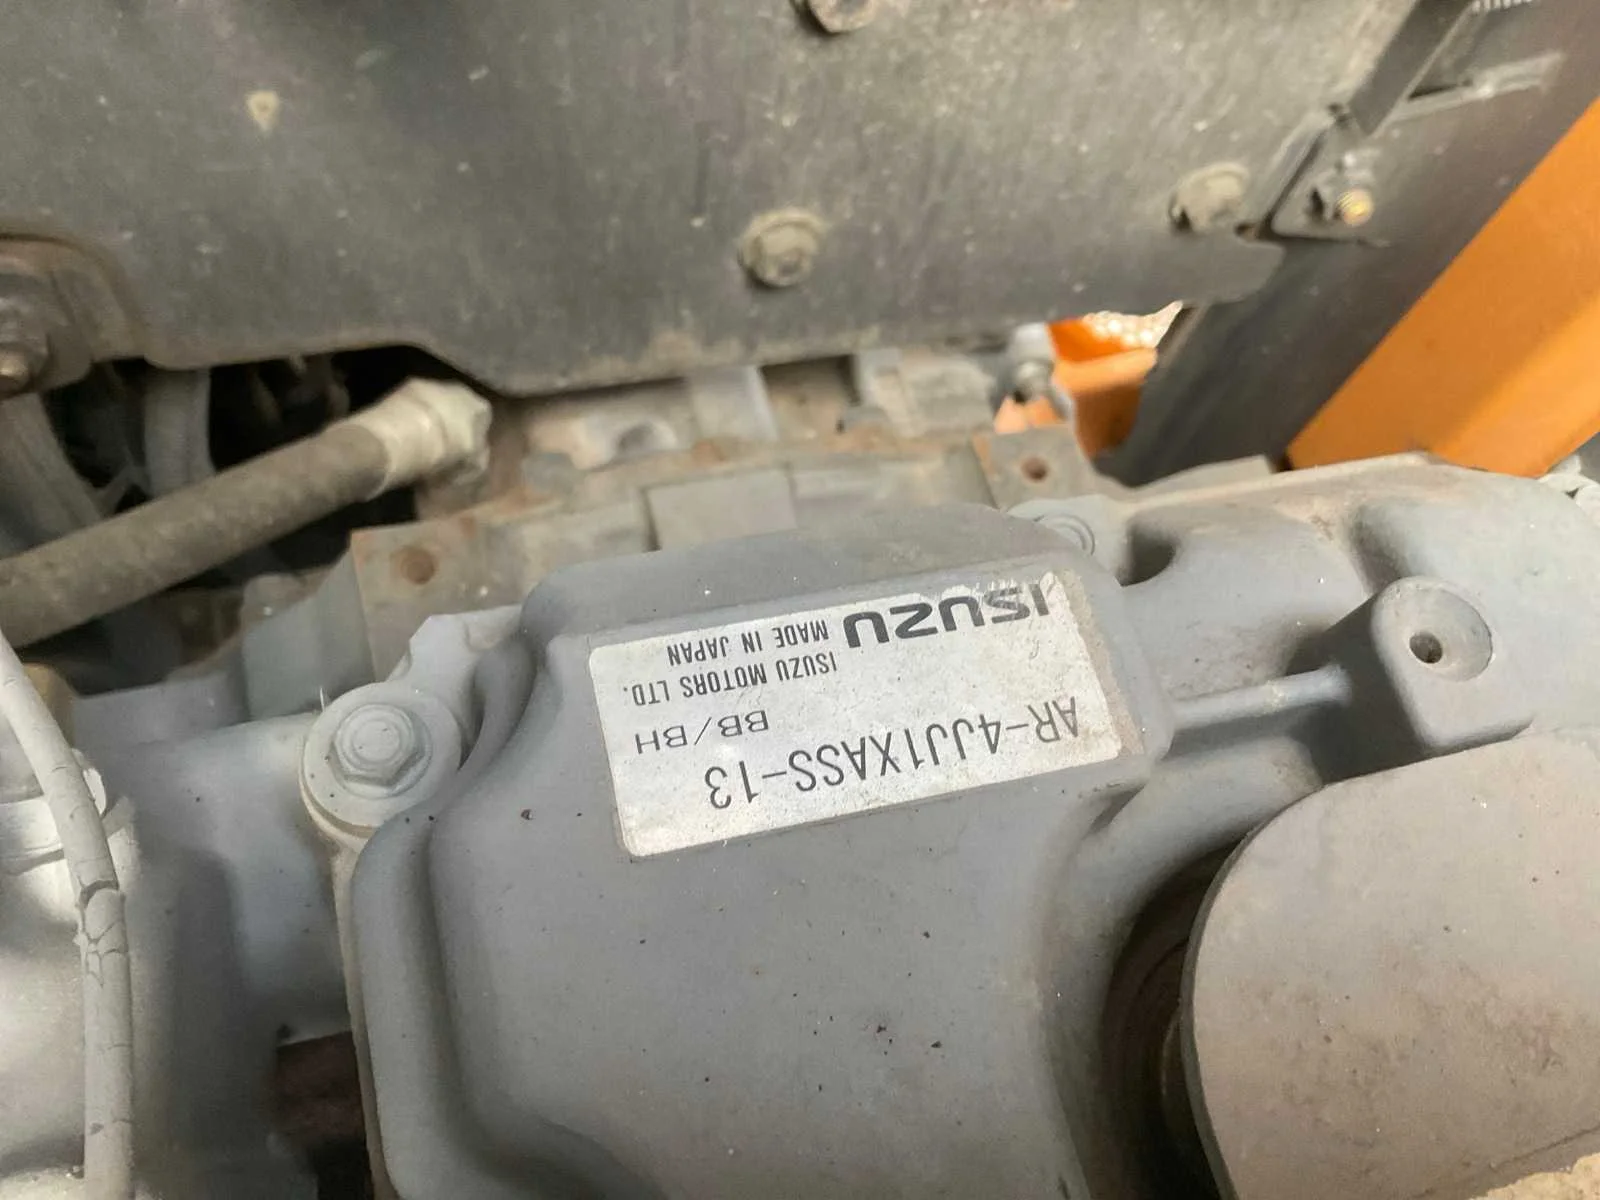 ISUZU
ISUZU MOTORS LTD.
MADE IN JAPAN
BB/BH
AR-4JJ1XASS-13